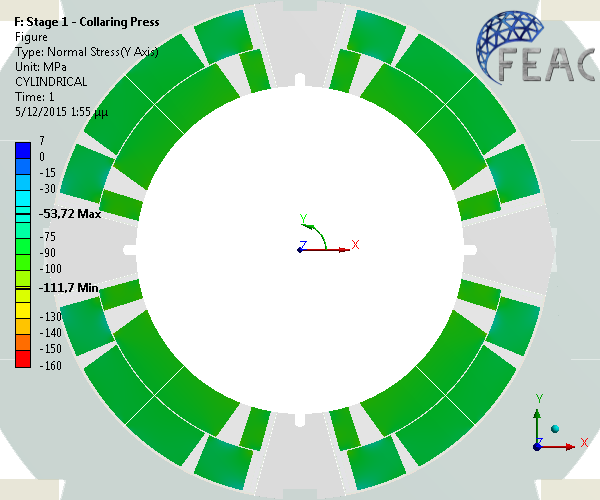 F: Stage 1 - Collaring Press
Figure
Type: Normal Stress(Y Axis)
Unit: MPa
CYLINDRICAL
Time: 1
5/12/2015 1:55 μμ
FEAC
7
0
-15
-30
-53,72 Max
-75
-90
-100
-111,7 Min
-130
-140
-150
-160
Y
Z
X
Y
Z
X